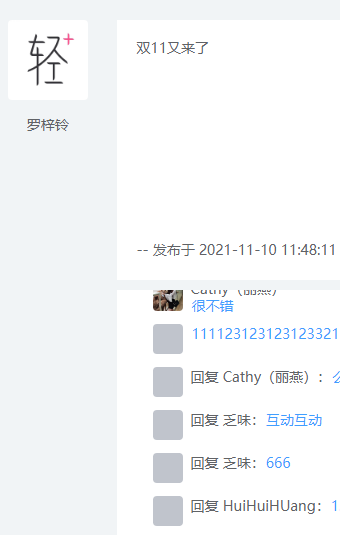 轻+
罗梓铃
双11又来了
-- 发布于 2021-11-10 11:48:11
Cathy（丽燕）
很不错
111123123123123321
回复 Cathy（丽燕）：
回复 乏味：互动互动
回复 乏味：666
回复 HuiHuiHUang：1